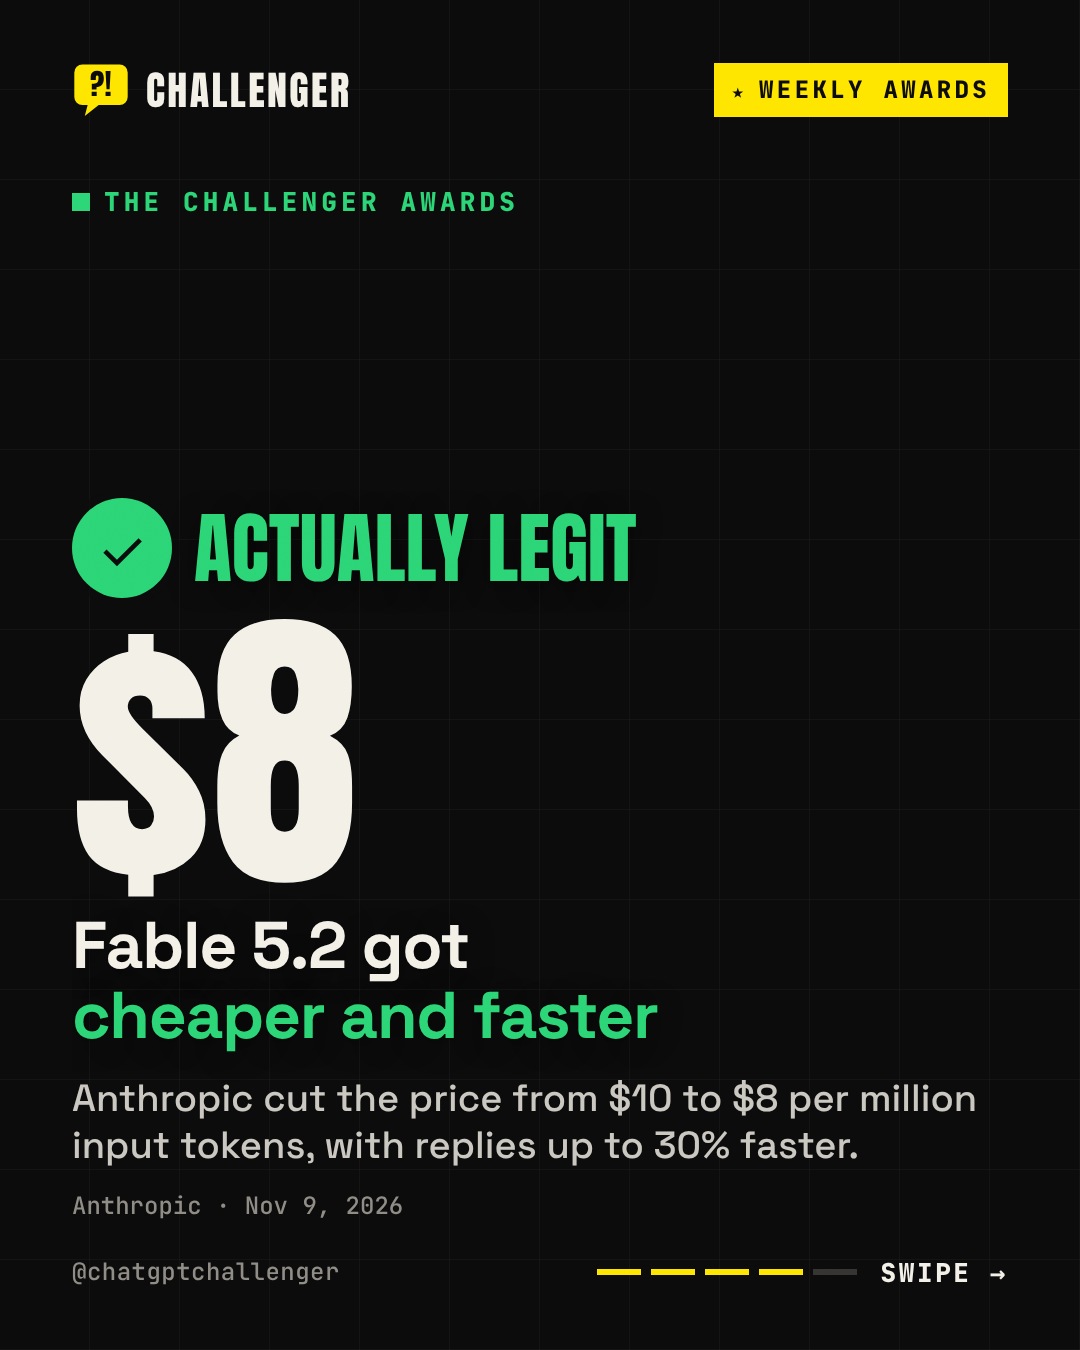 ?! CHALLENGER
★ WEEKLY AWARDS
THE CHALLENGER AWARDS
ACTUALLY LEGIT
$8
Fable 5.2 got
cheaper and faster
Anthropic cut the price from $10 to $8 per million
input tokens, with replies up to 30% faster.
Anthropic · Nov 9, 2026
@chatgptchallenger
SWIPE →